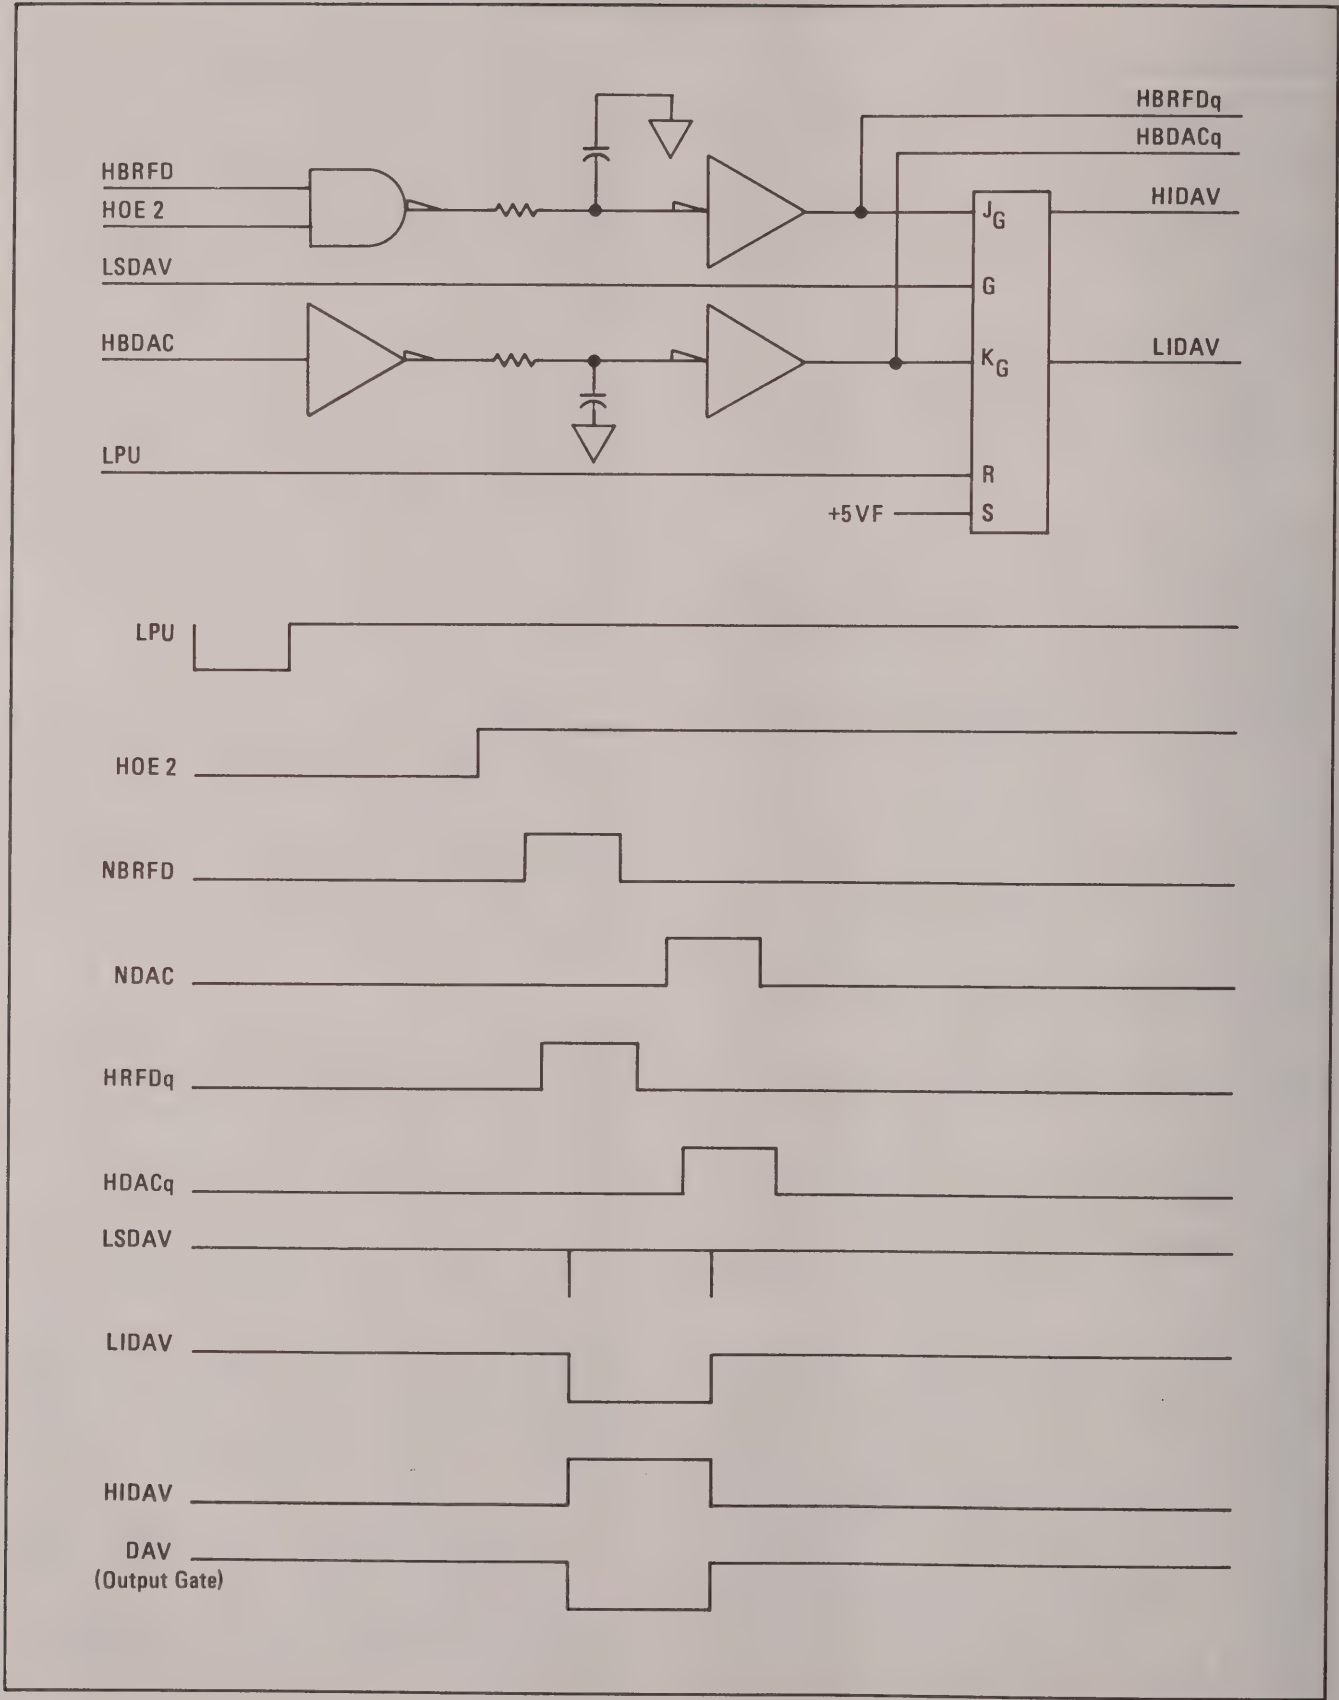 HBRFDq
HBDACq
HBRFD
HIDAV
HOE 2
JG
LSDAV
G
HBDAC
KG
LIDAV
LPU
R
+5VF
S
LPU
HOE 2
NBRFD
NDAC
HRFDq
HDACq
LSDAV
LIDAV
HIDAV
DAV
(Output Gate)